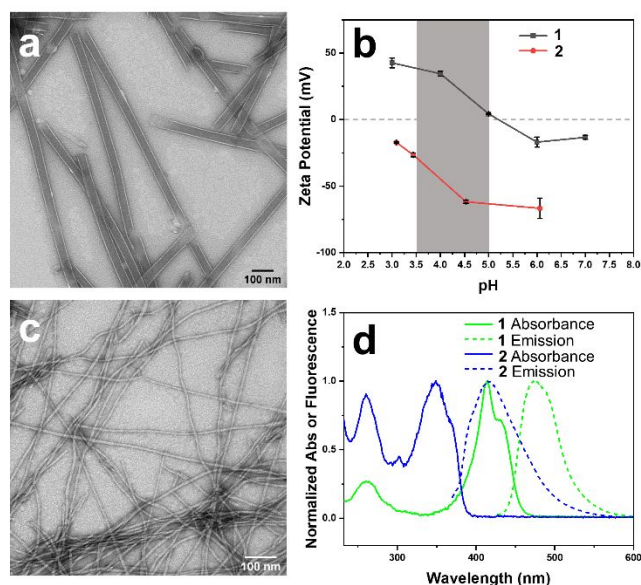 a
100 nm
b
1
2
Zeta Potential (mV)
50
0
-50
-100
2.0 2.5 3.0 3.5 4.0 4.5 5.0 5.5 6.0 6.5 7.0 7.5 8.0
pH
c
100 nm
d
1 Absorbance
1 Emission
2 Absorbance
2 Emission
Normalized Abs or Fluorescence
1.5
1.0
0.5
0.0
300 400 500 600
Wavelength (nm)